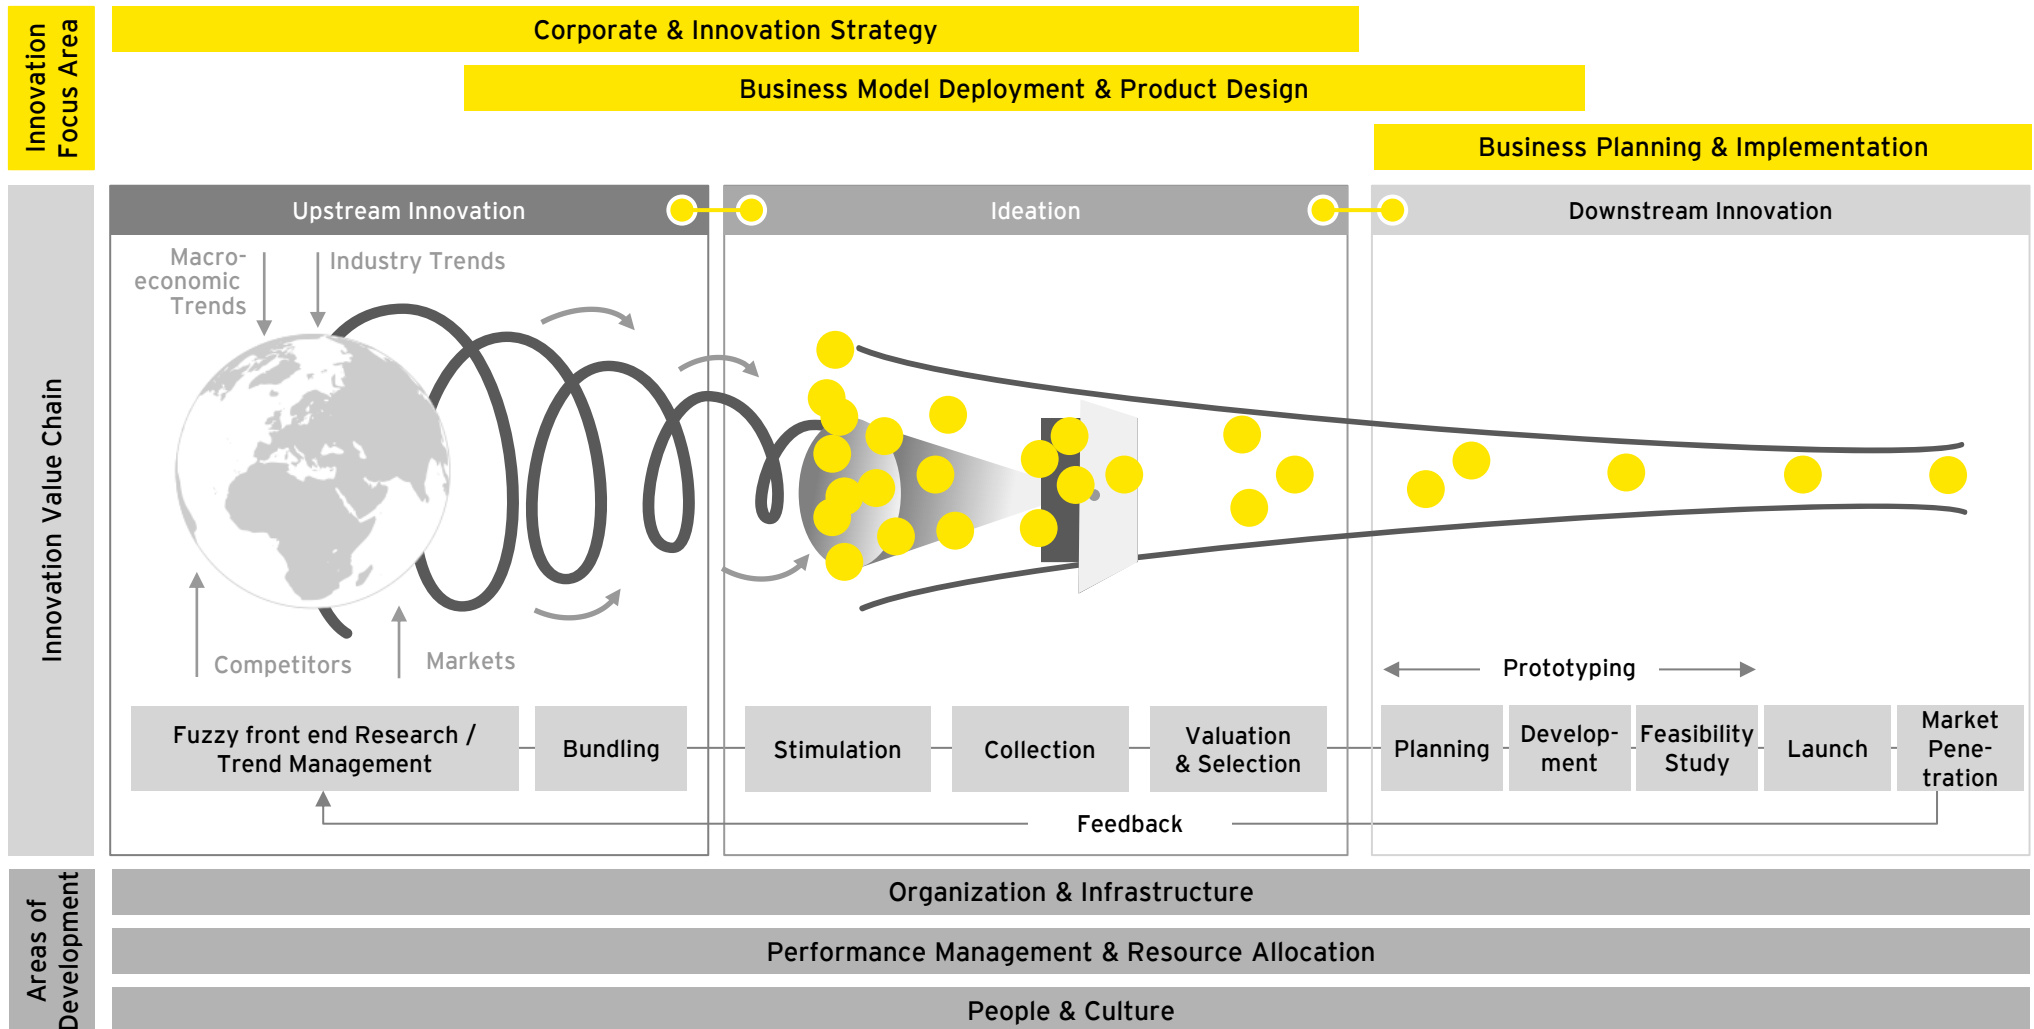 Innovation
Focus Area
Corporate & Innovation Strategy
Business Model Deployment & Product Design
Business Planning & Implementation
Innovation Value Chain
Upstream Innovation
Ideation
Downstream Innovation
Macro-
economic
Trends
Industry Trends
Competitors
Markets
Prototyping
Fuzzy front end Research /
Trend Management
Bundling
Stimulation
Collection
Valuation
& Selection
Planning
Develop-
ment
Feasibility
Study
Launch
Market
Pene-
tration
Feedback
Areas of
Development
Organization & Infrastructure
Performance Management & Resource Allocation
People & Culture